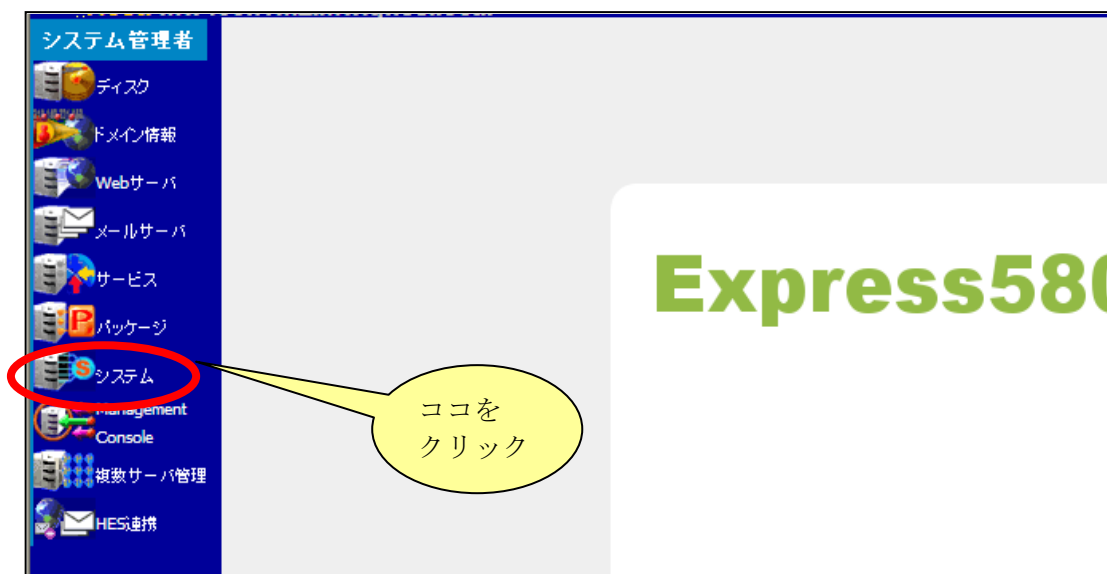 システム管理者
ディスク
ドメイン情報
Webサーバ
メールサーバ
サービス
パッケージ
システム
Management
Console
複数サーバ管理
HES連携
ココを
クリック
Express580